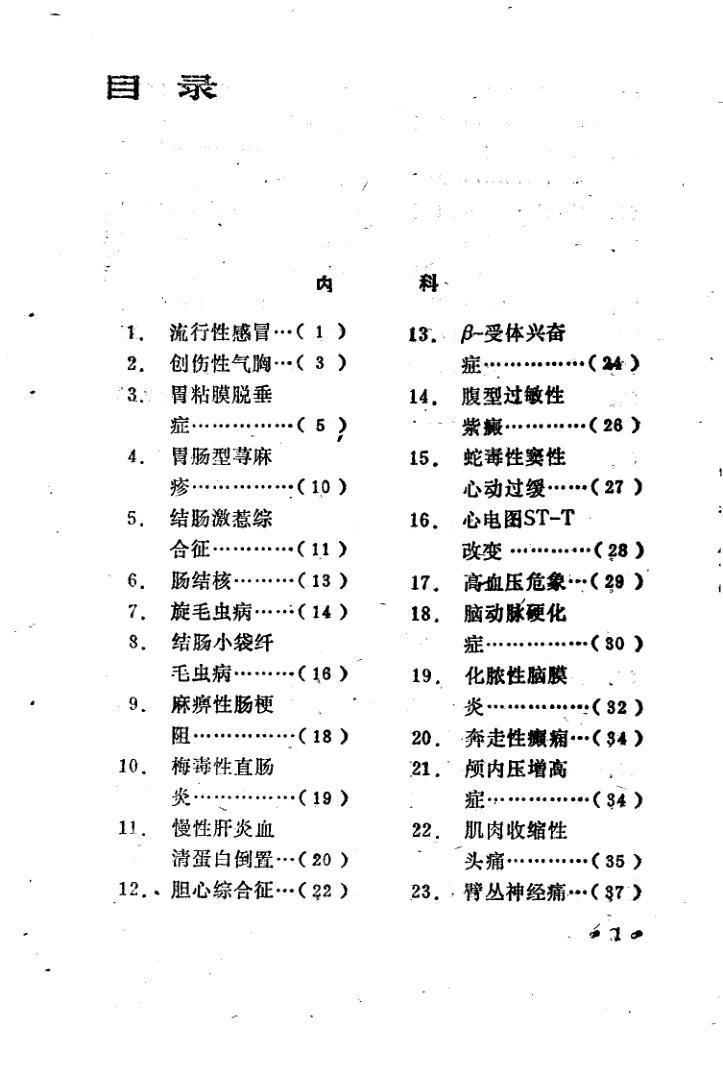 目录
内 科
1. 流行性感冒…( 1 )
2. 创伤性气胸…( 3 )
3. 胃粘膜脱垂
症……………( 5 )
4. 胃肠型荨麻
疹……………(10)
5. 结肠激惹综
合征…………(11)
6. 肠结核………(13)
7. 旋毛虫病……(14)
8. 结肠小袋纤
毛虫病………(16)
9. 麻痹性肠梗
阻……………(18)
10. 梅毒性直肠
炎……………(19)
11. 慢性肝炎血
清蛋白倒置…(20)
12. 胆心综合征…(22)
13. β-受体兴奋
症……………(24)
14. 腹型过敏性
紫癜…………(26)
15. 蛇毒性窦性
心动过缓……(27)
16. 心电图ST-T
改变…………(28)
17. 高血压危象…(29)
18. 脑动脉硬化
症……………(30)
19. 化脓性脑膜
炎……………(32)
20. 奔走性癫痫…(34)
21. 颅内压增高
症……………(34)
22. 肌肉收缩性
头痛…………(35)
23. 臂丛神经痛…(37)
1